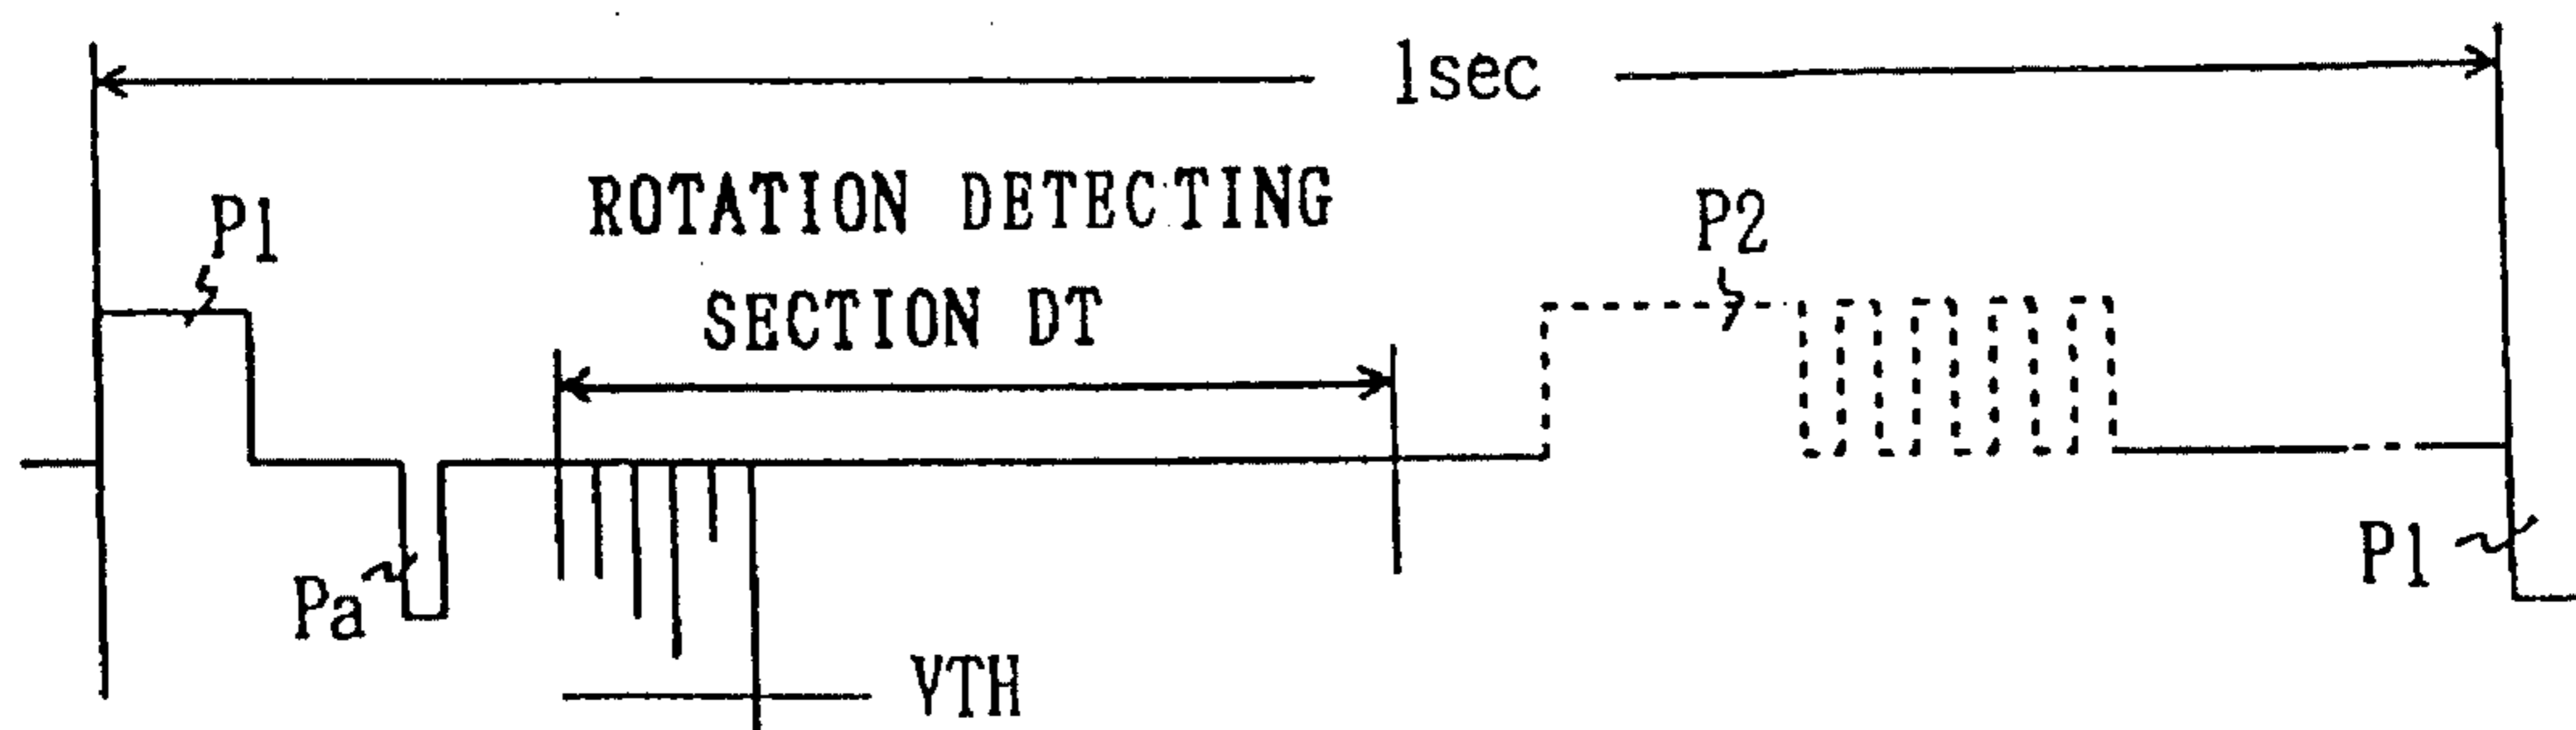 1sec
P1
ROTATION DETECTING
SECTION DT
P2
Pa
P1
VTH